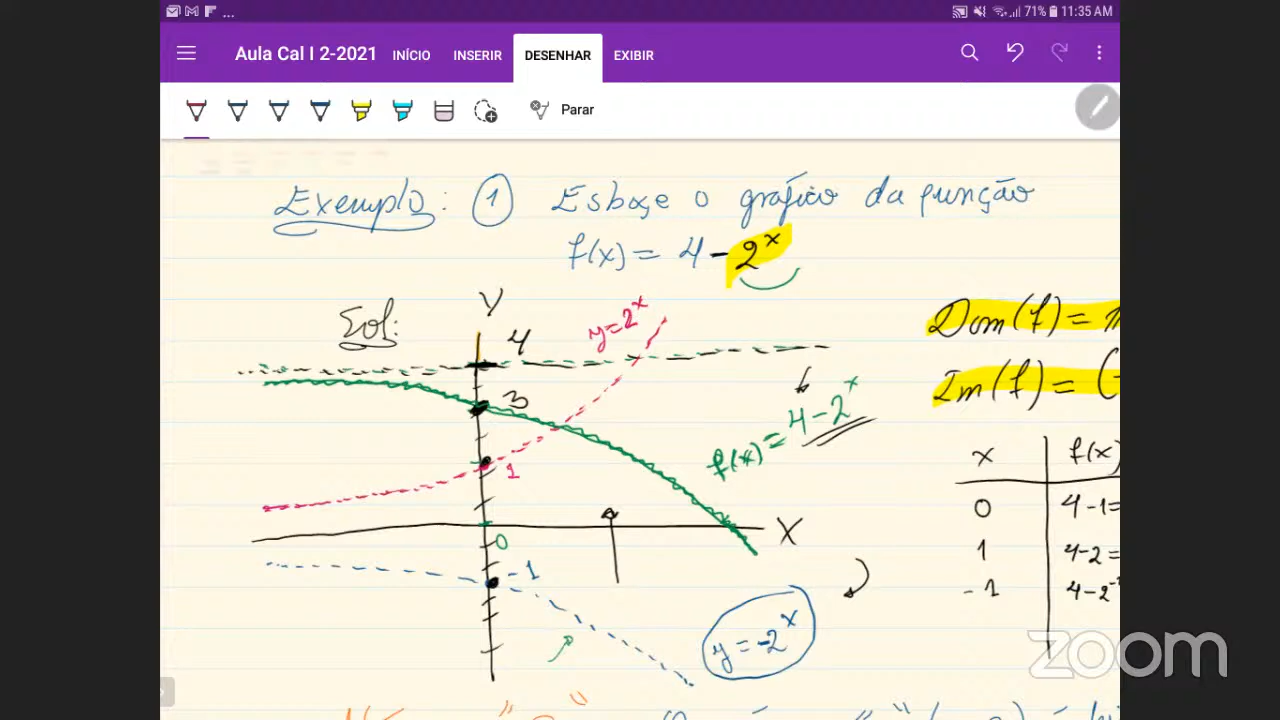 ... 71% 11:35 AM
Aula Cal I 2-2021 INÍCIO INSERIR DESENHAR EXIBIR
Parar
Exemplo: 1 Esboçe o gráfico da função
f(x) = 4 - 2^x
Sol:
Y
4
y=2^x
Dom(f) =
Im(f) = (
3
f(x) = 4-2^x
1
x f(x)
0 4-1=
1 4-2=
-1 4-2^-1
X
0
-1
y = -2^x
zoom